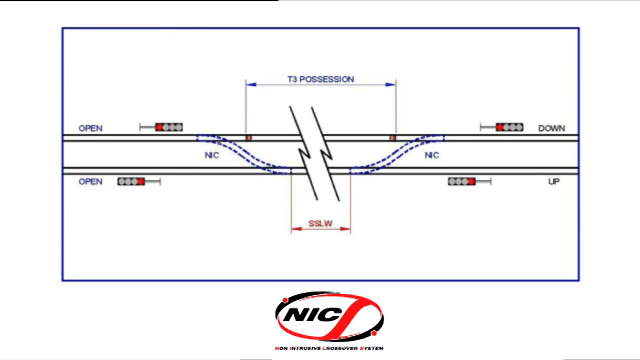 T3 POSSESSION
OPEN
DOWN
NIC
NIC
OPEN
UP
SSLW
NIC
NON INTRUSIVE CROSSOVER SYSTEM